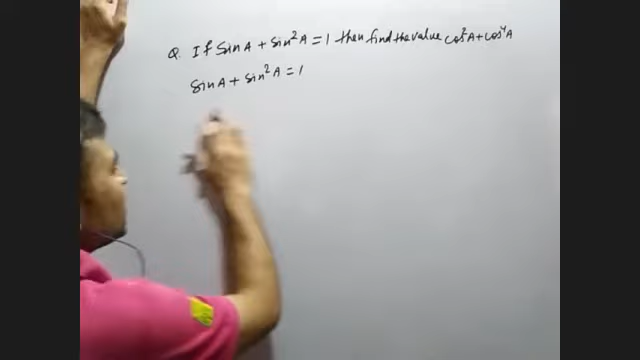 Q. If sinA + sin²A = 1 then find the value cos²A + cos⁴A
sinA + sin²A = 1